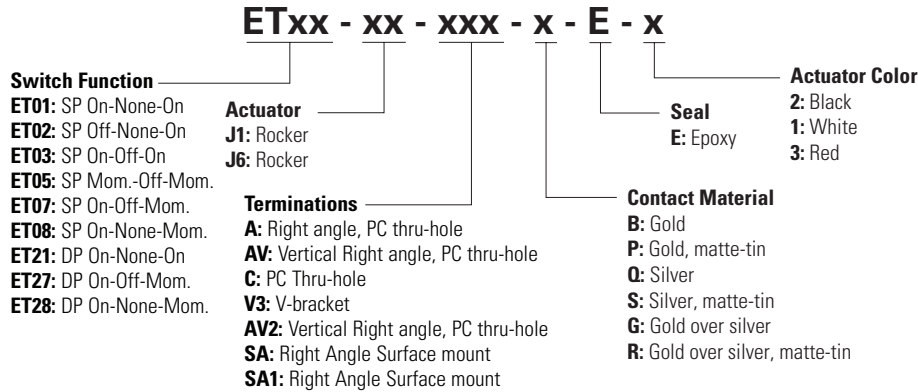 ETxx - xx - xxx - x - E - x
Switch Function
ET01: SP On-None-On
ET02: SP Off-None-On
ET03: SP On-Off-On
ET05: SP Mom.-Off-Mom.
ET07: SP On-Off-Mom.
ET08: SP On-None-Mom.
ET21: DP On-None-On
ET27: DP On-Off-Mom.
ET28: DP On-None-Mom.
Actuator
J1: Rocker
J6: Rocker
Terminations
A: Right angle, PC thru-hole
AV: Vertical Right angle, PC thru-hole
C: PC Thru-hole
V3: V-bracket
AV2: Vertical Right angle, PC thru-hole
SA: Right Angle Surface mount
SA1: Right Angle Surface mount
Contact Material
B: Gold
P: Gold, matte-tin
Q: Silver
S: Silver, matte-tin
G: Gold over silver
R: Gold over silver, matte-tin
Seal
E: Epoxy
Actuator Color
2: Black
1: White
3: Red